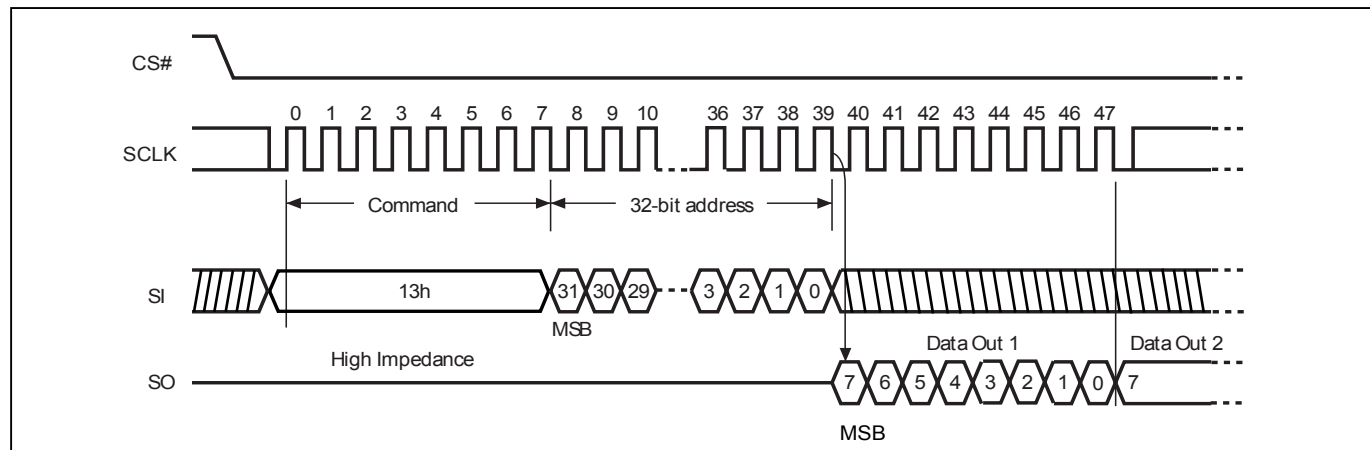 CS#
0 1 2 3 4 5 6 7 8 9 10 36 37 38 39 40 41 42 43 44 45 46 47
SCLK
Command 32-bit address
SI 13h 31 30 29 3 2 1 0
MSB
High Impedance Data Out 1 Data Out 2
SO 7 6 5 4 3 2 1 0 7
MSB